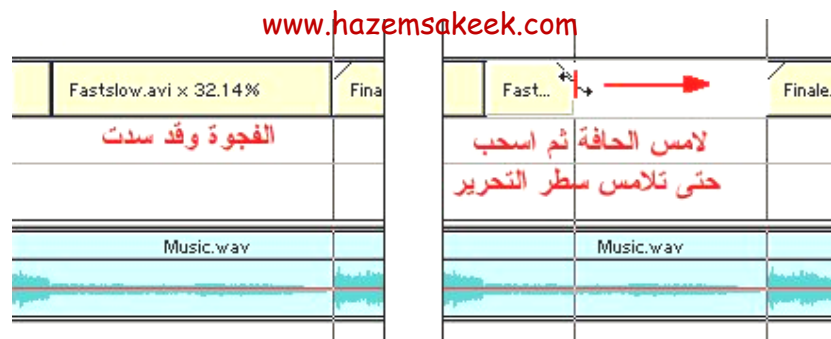 www.hazemsakeek.com
Fastslow.avi x 32.14%
Fina
الفجوة وقد سدت
Music.wav
Fast...
Finale.
لامس الحافة ثم اسحب
حتى تلامس سطر التحرير
Music.wav